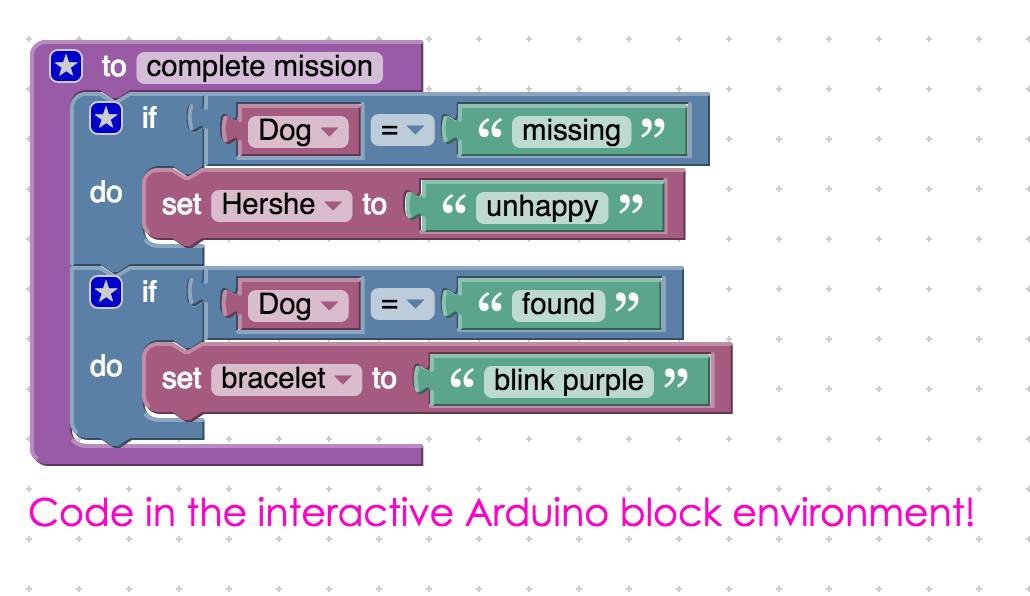 to complete mission
if Dog = “ missing ”
do set Hershe to “ unhappy ”
if Dog = “ found ”
do set bracelet to “ blink purple ”
Code in the interactive Arduino block environment!